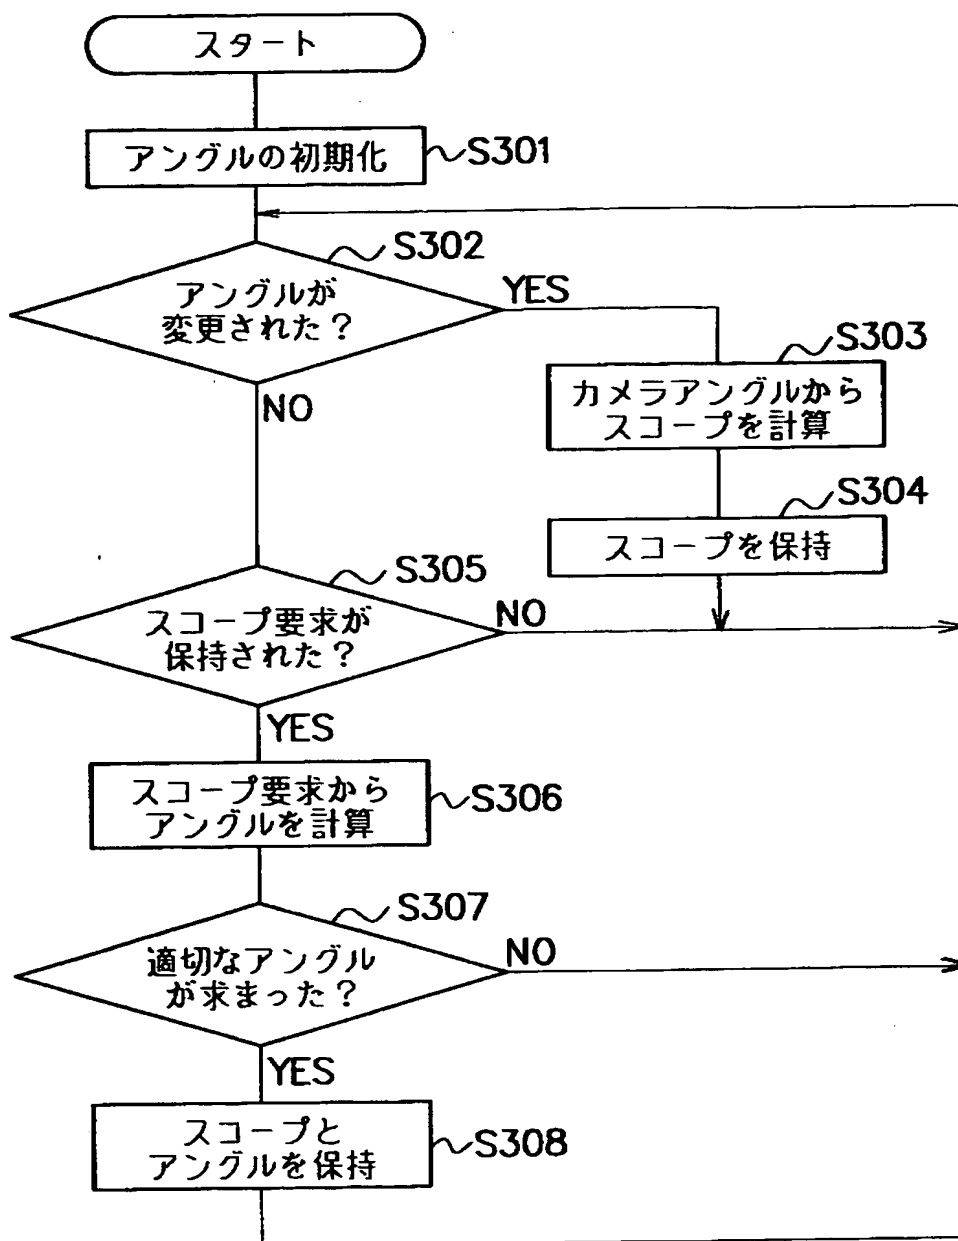 スタート
アングルの初期化
S301
S302
アングルが
変更された?
YES
NO
S303
カメラアングルから
スコープを計算
S304
スコープを保持
S305
スコープ要求が
保持された?
NO
YES
スコープ要求から
アングルを計算
S306
S307
適切なアングル
が求まった?
NO
YES
スコープと
アングルを保持
S308